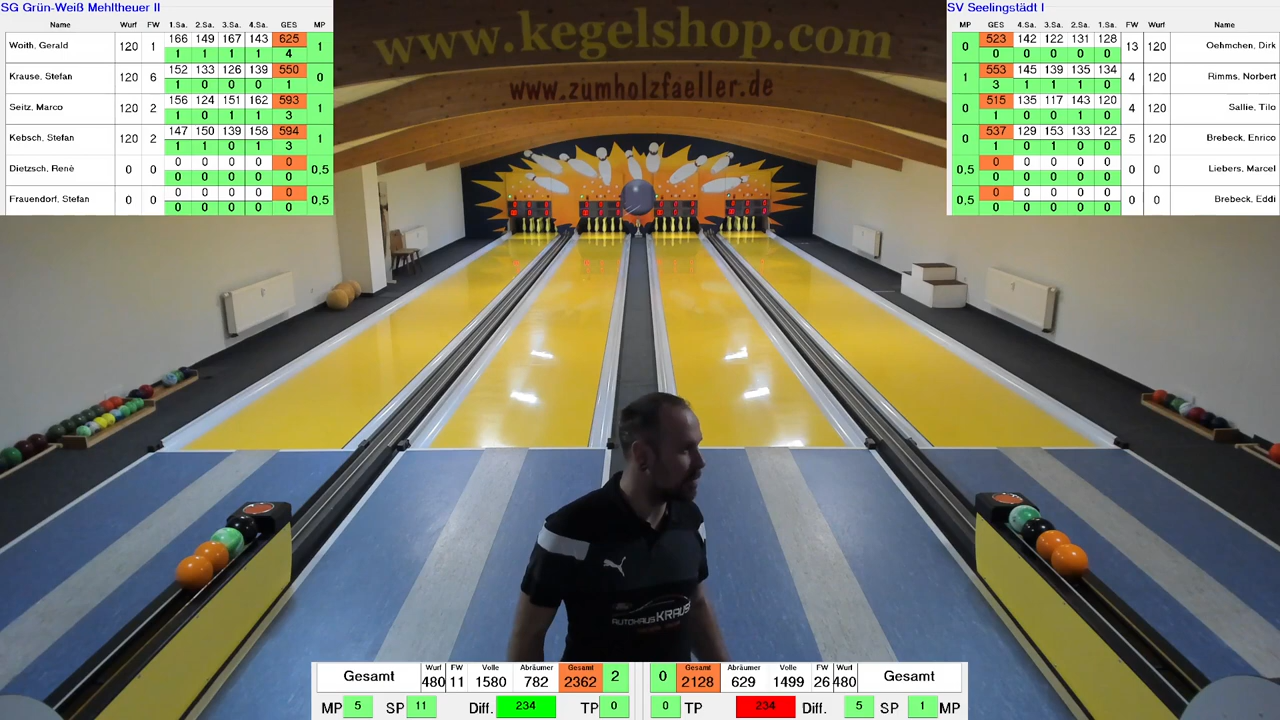 SG Grün-Weiß Mehltheuer II
Name Wurf FW 1.Sa. 2.Sa. 3.Sa. 4.Sa. GES MP
Woith, Gerald 120 1 166 149 167 143 625 1
1 1 1 1 4
Krause, Stefan 120 6 152 133 126 139 550 0
1 0 0 0 1
Seitz, Marco 120 2 156 124 151 162 593 1
1 0 1 1 3
Kebsch, Stefan 120 2 147 150 139 158 594 1
1 1 0 1 3
Dietzsch, Renè 0 0 0 0 0 0 0 0,5
0 0 0 0 0
Frauendorf, Stefan 0 0 0 0 0 0 0 0,5
0 0 0 0 0
www.kegelshop.com
www.zumholzfaeller.de
SV Seelingstädt I
MP GES 4.Sa. 3.Sa. 2.Sa. 1.Sa. FW Wurf Name
0 523 142 122 131 128 13 120 Oehmchen, Dirk
0 0 0 0 0
1 553 145 139 135 134 4 120 Rimms, Norbert
3 1 1 1 0
0 515 135 117 143 120 4 120 Sallie, Tilo
1 0 0 1 0
0 537 129 153 133 122 5 120 Brebeck, Enrico
1 0 1 0 0
0,5 0 0 0 0 0 0 0 Liebers, Marcel
0 0 0 0 0
0,5 0 0 0 0 0 0 0 Brebeck, Eddi
0 0 0 0 0
AUTOHAUS KRAUß
Gesamt Wurf 480 FW 11 Volle 1580 Abräumer 782 Gesamt 2362 2
MP 5 SP 11 Diff. 234 TP 0
0 Gesamt 2128 Abräumer 629 Volle 1499 FW 26 Wurf 480 Gesamt
0 TP 234 Diff. 5 SP 1 MP